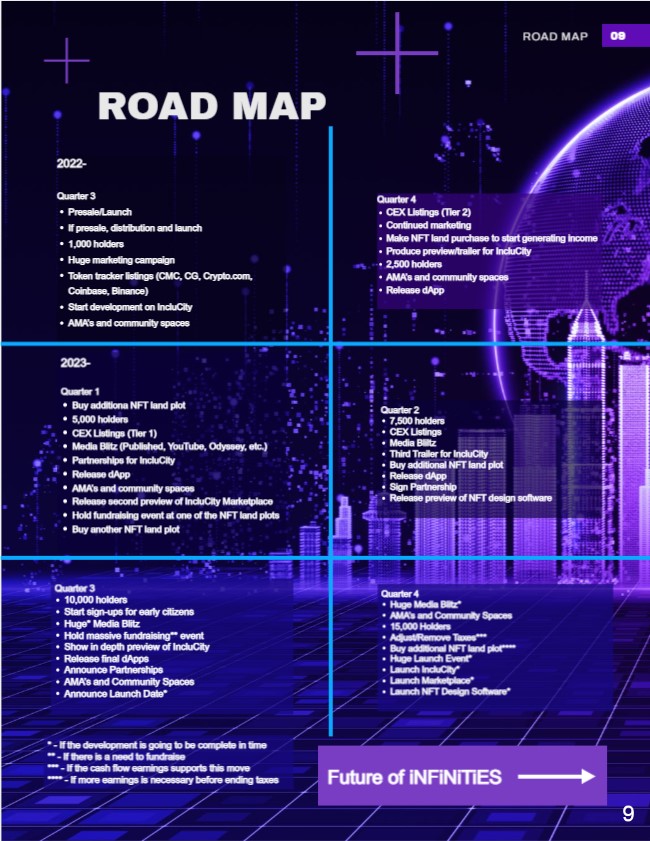 ROAD MAP 09
ROAD MAP
2022-
Quarter 3
• Presale/Launch
• If presale, distribution and launch
• 1,000 holders
• Huge marketing campaign
• Token tracker listings (CMC, CG, Crypto.com,
Coinbase, Binance)
• Start development on IncluCity
• AMA's and community spaces
Quarter 4
• CEX Listings (Tier 2)
• Continued marketing
• Make NFT land purchase to start generating income
• Produce preview/trailer for IncluCity
• 2,500 holders
• AMA's and community spaces
• Release dApp
2023-
Quarter 1
• Buy additiona NFT land plot
• 5,000 holders
• CEX Listings (Tier 1)
• Media Blitz (Published, YouTube, Odyssey, etc.)
• Partnerships for IncluCity
• Release dApp
• AMA's and community spaces
• Release second preview of IncluCity Marketplace
• Hold fundraising event at one of the NFT land plots
• Buy another NFT land plot
Quarter 2
• 7,500 holders
• CEX Listings
• Media Blitz
• Third Trailer for IncluCity
• Buy additional NFT land plot
• Release dApp
• Sign Partnership
• Release preview of NFT design software
Quarter 3
• 10,000 holders
• Start sign-ups for early citizens
• Huge* Media Blitz
• Hold massive fundraising** event
• Show in depth preview of IncluCity
• Release final dApps
• Announce Partnerships
• AMA's and Community Spaces
• Announce Launch Date*
Quarter 4
• Huge Media Blitz*
• AMA's and Community Spaces
• 15,000 Holders
• Adjust/Remove Taxes***
• Buy additional NFT land plot****
• Huge Launch Event*
• Launch IncluCity*
• Launch Marketplace*
• Launch NFT Design Software*
* - If the development is going to be complete in time
** - If there is a need to fundraise
*** - If the cash flow earnings supports this move
**** - If more earnings is necessary before ending taxes
Future of iNFiNiTiES
9